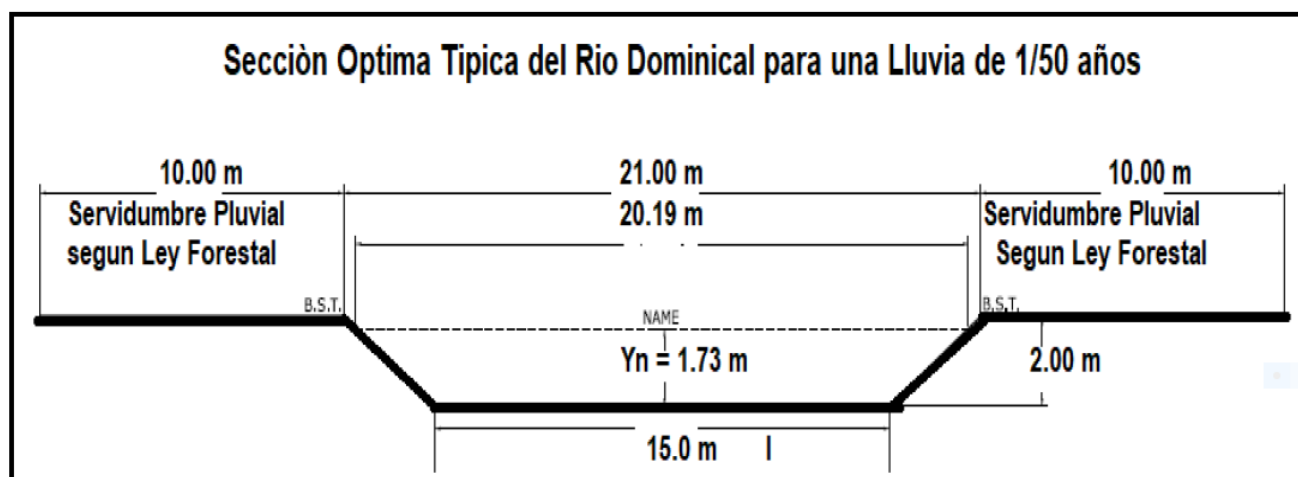 Secciòn Optima Tipica del Rio Dominical para una Lluvia de 1/50 años
10.00 m
21.00 m
10.00 m
Servidumbre Pluvial
segun Ley Forestal
20.19 m
Servidumbre Pluvial
Segun Ley Forestal
B.S.T.
NAME
B.S.T.
Yn = 1.73 m
2.00 m
15.0 m l